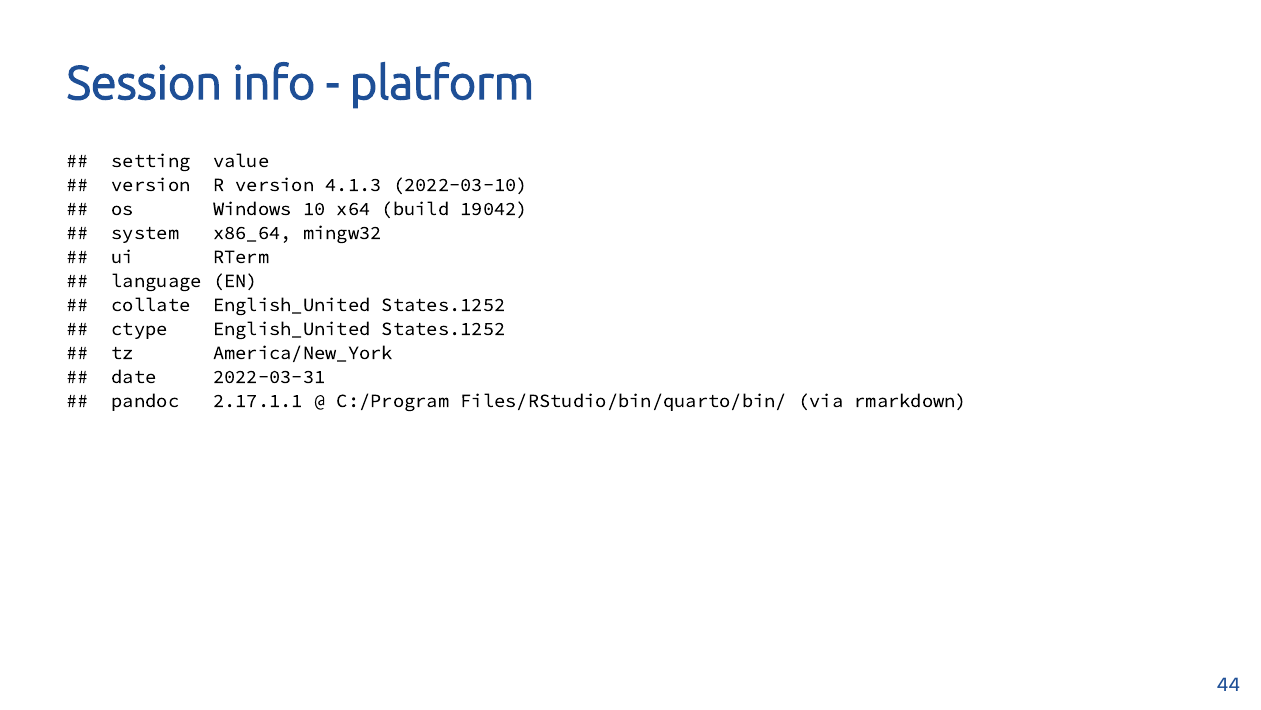 Session info - platform
##  setting  value
##  version  R version 4.1.3 (2022-03-10)
##  os       Windows 10 x64 (build 19042)
##  system   x86_64, mingw32
##  ui       RTerm
##  language (EN)
##  collate  English_United States.1252
##  ctype    English_United States.1252
##  tz       America/New_York
##  date     2022-03-31
##  pandoc   2.17.1.1 @ C:/Program Files/RStudio/bin/quarto/bin/ (via rmarkdown)
44